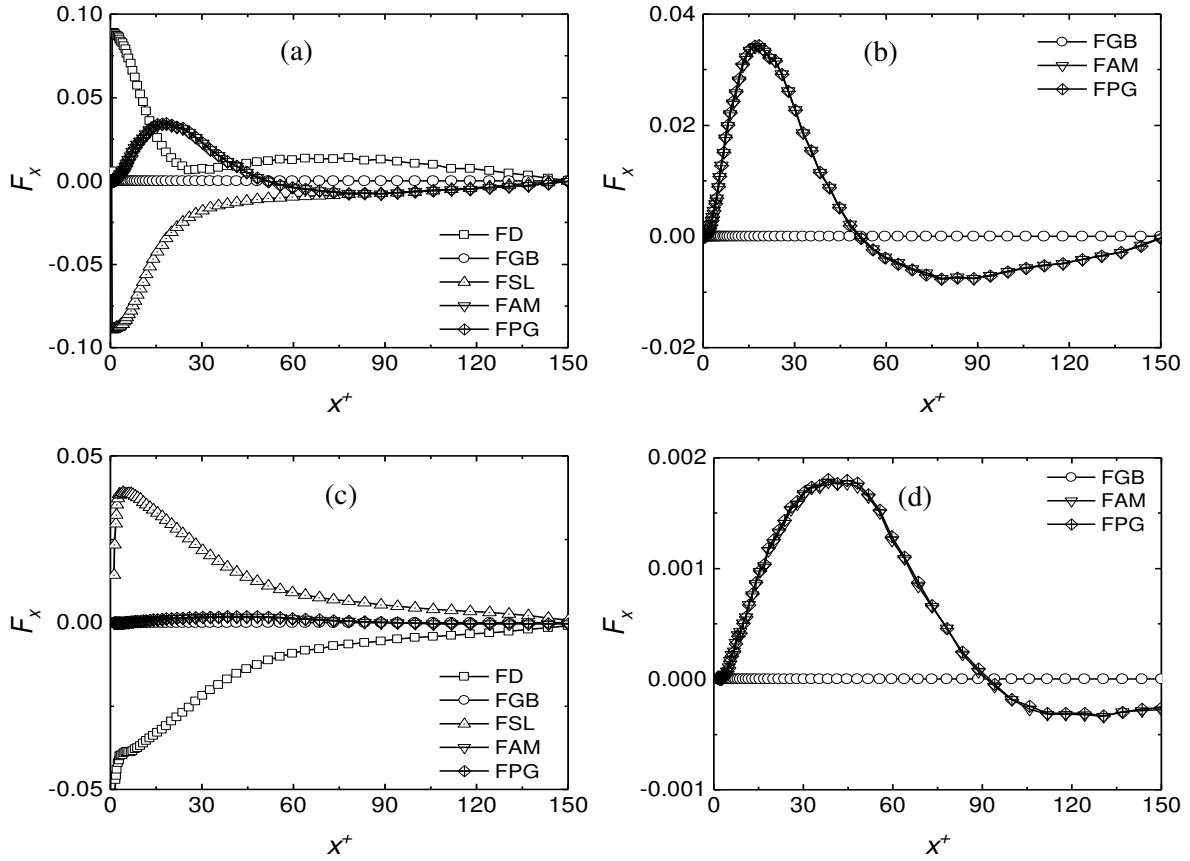 (a)
0.10
0.05
0.00
-0.05
-0.10
0 30 60 90 120 150
F_x
x^+
FD
FGB
FSL
FAM
FPG
(b)
0.04
0.02
0.00
-0.02
0 30 60 90 120 150
F_x
x^+
FGB
FAM
FPG
(c)
0.05
0.00
-0.05
0 30 60 90 120 150
F_x
x^+
FD
FGB
FSL
FAM
FPG
(d)
0.002
0.001
0.000
-0.001
0 30 60 90 120 150
F_x
x^+
FGB
FAM
FPG